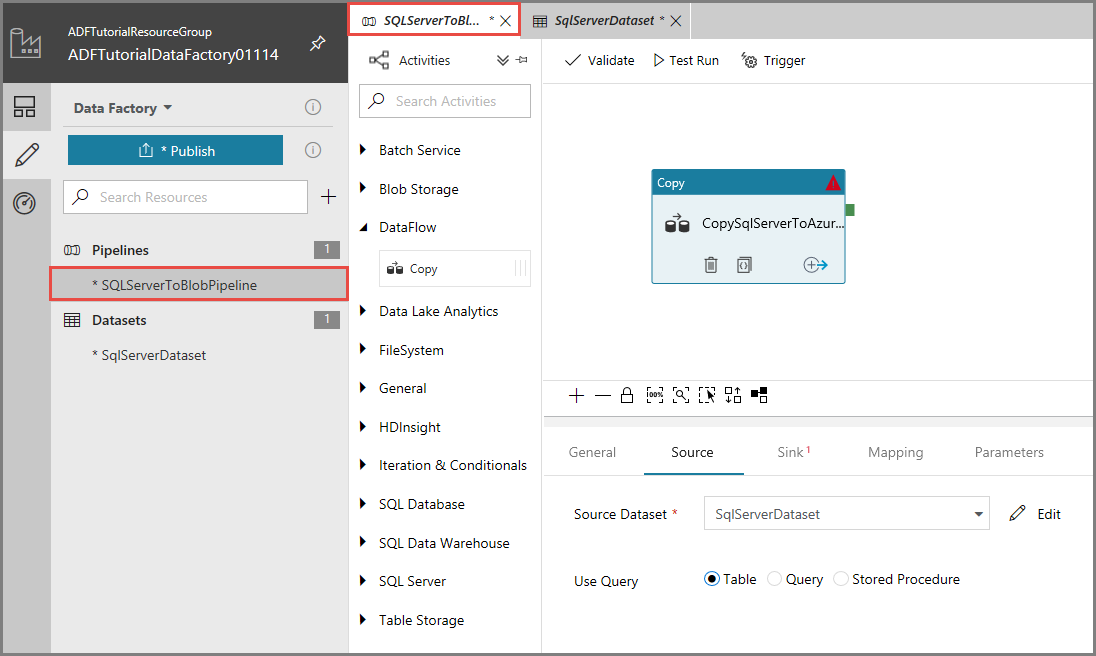 ADFTutorialResourceGroup
ADFTutorialDataFactory01114
Data Factory
* Publish
Search Resources
Pipelines 1
* SQLServerToBlobPipeline
Datasets 1
* SqlServerDataset
SQLServerToBl... *
SqlServerDataset *
Activities
Search Activities
Batch Service
Blob Storage
DataFlow
Copy
Data Lake Analytics
FileSystem
General
HDInsight
Iteration & Conditionals
SQL Database
SQL Data Warehouse
SQL Server
Table Storage
Validate Test Run Trigger
Copy
CopySqlServerToAzur...
100%
General Source Sink 1 Mapping Parameters
Source Dataset * SqlServerDataset Edit
Use Query Table Query Stored Procedure